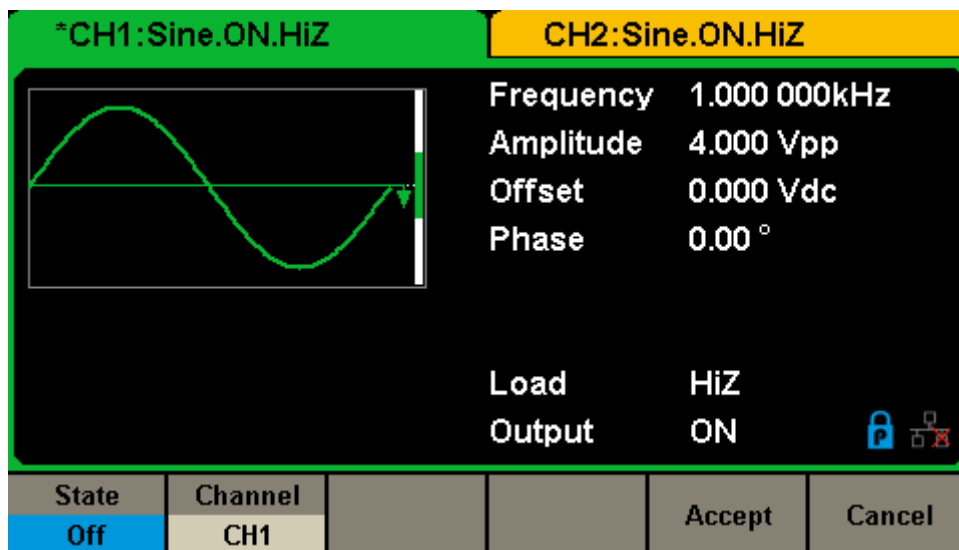 *CH1:Sine.ON.HiZ
CH2:Sine.ON.HiZ
Frequency 1.000 000kHz
Amplitude 4.000 Vpp
Offset 0.000 Vdc
Phase 0.00 °
Load HiZ
Output ON
P
State Channel Accept Cancel
Off CH1